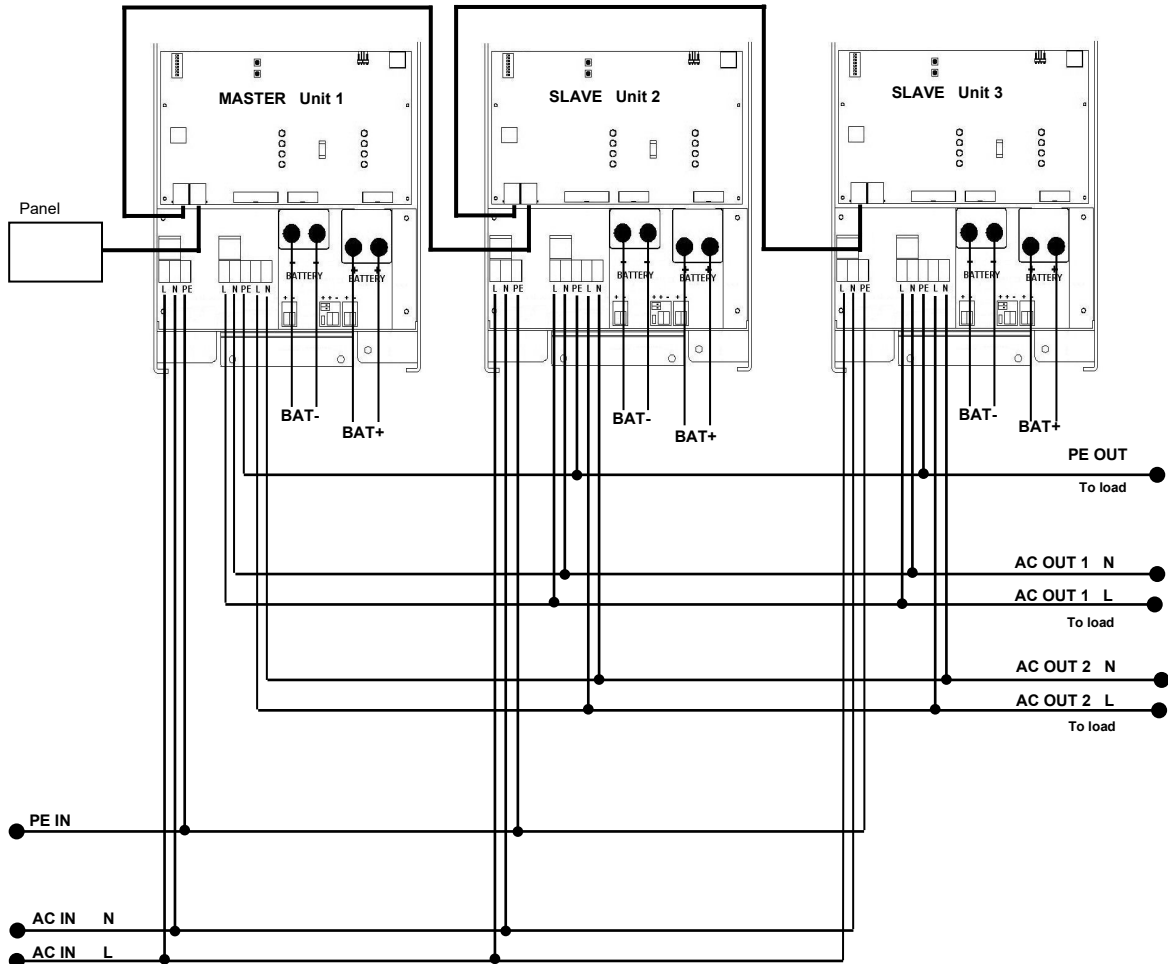 MASTER Unit 1
SLAVE Unit 2
SLAVE Unit 3
Panel
- - + +
BATTERY BATTERY
L N PE L N PE L N
+ - + + - + -
- - + +
BATTERY BATTERY
L N PE L N PE L N
+ - + + - + -
- - + +
BATTERY BATTERY
L N PE L N PE L N
+ - + + - + -
BAT-
BAT+
BAT-
BAT+
BAT-
BAT+
PE OUT
To load
AC OUT 1 N
AC OUT 1 L
To load
AC OUT 2 N
AC OUT 2 L
To load
PE IN
AC IN N
AC IN L